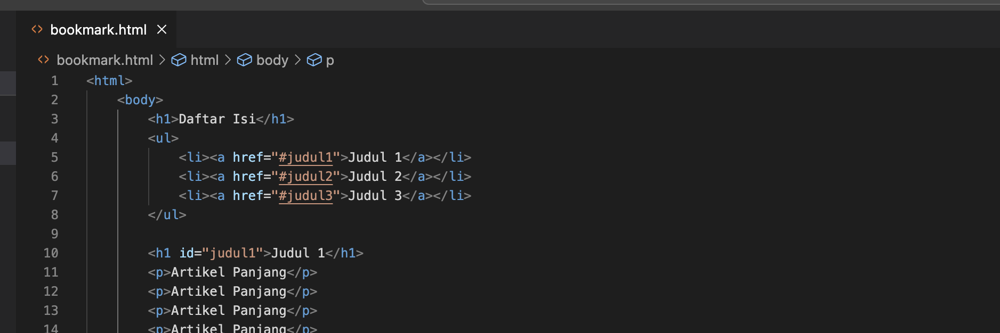 bookmark.html
bookmark.html > html > body > p
1 <html>
2 <body>
3 <h1>Daftar Isi</h1>
4 <ul>
5 <li><a href="#judul1">Judul 1</a></li>
6 <li><a href="#judul2">Judul 2</a></li>
7 <li><a href="#judul3">Judul 3</a></li>
8 </ul>
9
10 <h1 id="judul1">Judul 1</h1>
11 <p>Artikel Panjang</p>
12 <p>Artikel Panjang</p>
13 <p>Artikel Panjang</p>
14 <p>Artikel Panjang</p>